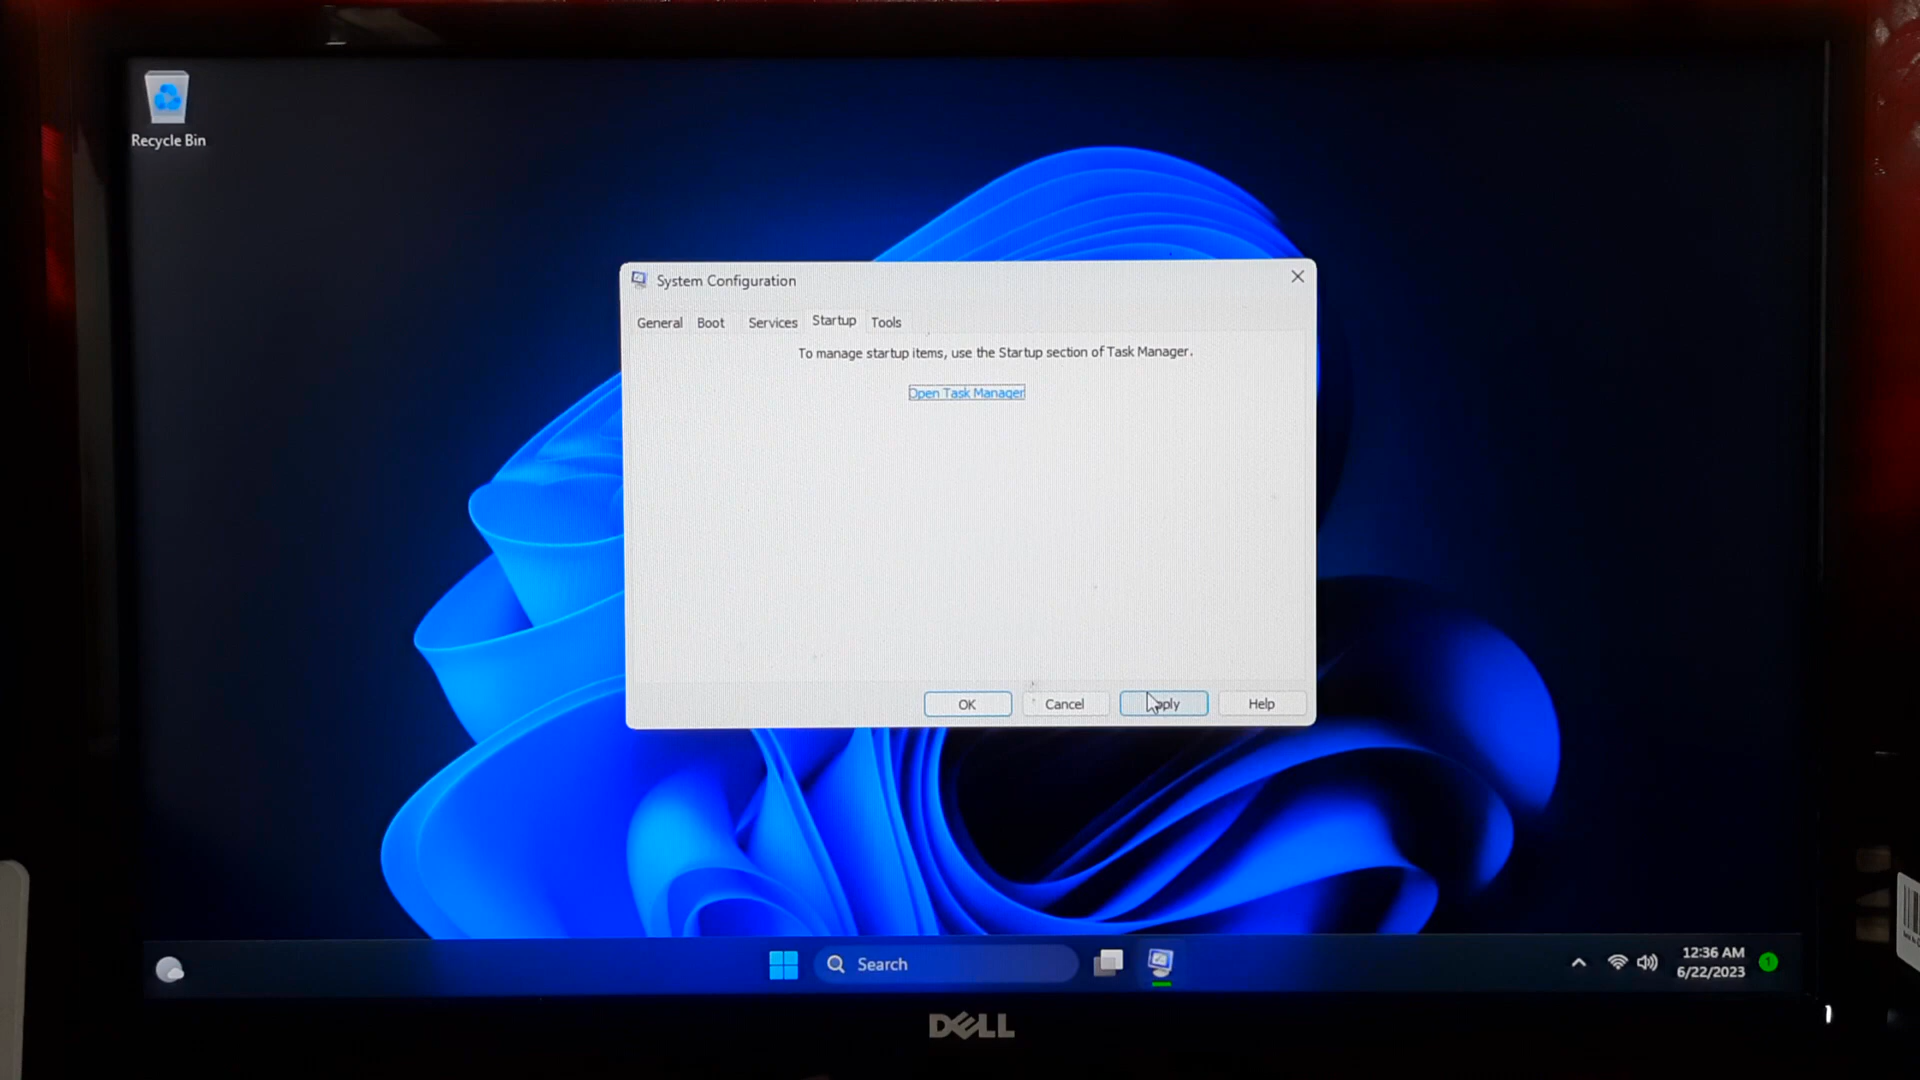 Recycle Bin
System Configuration
General Boot Services Startup Tools
To manage startup items, use the Startup section of Task Manager.
Open Task Manager
OK Cancel Help
Search
12:36 AM
6/22/2023
1
DELL